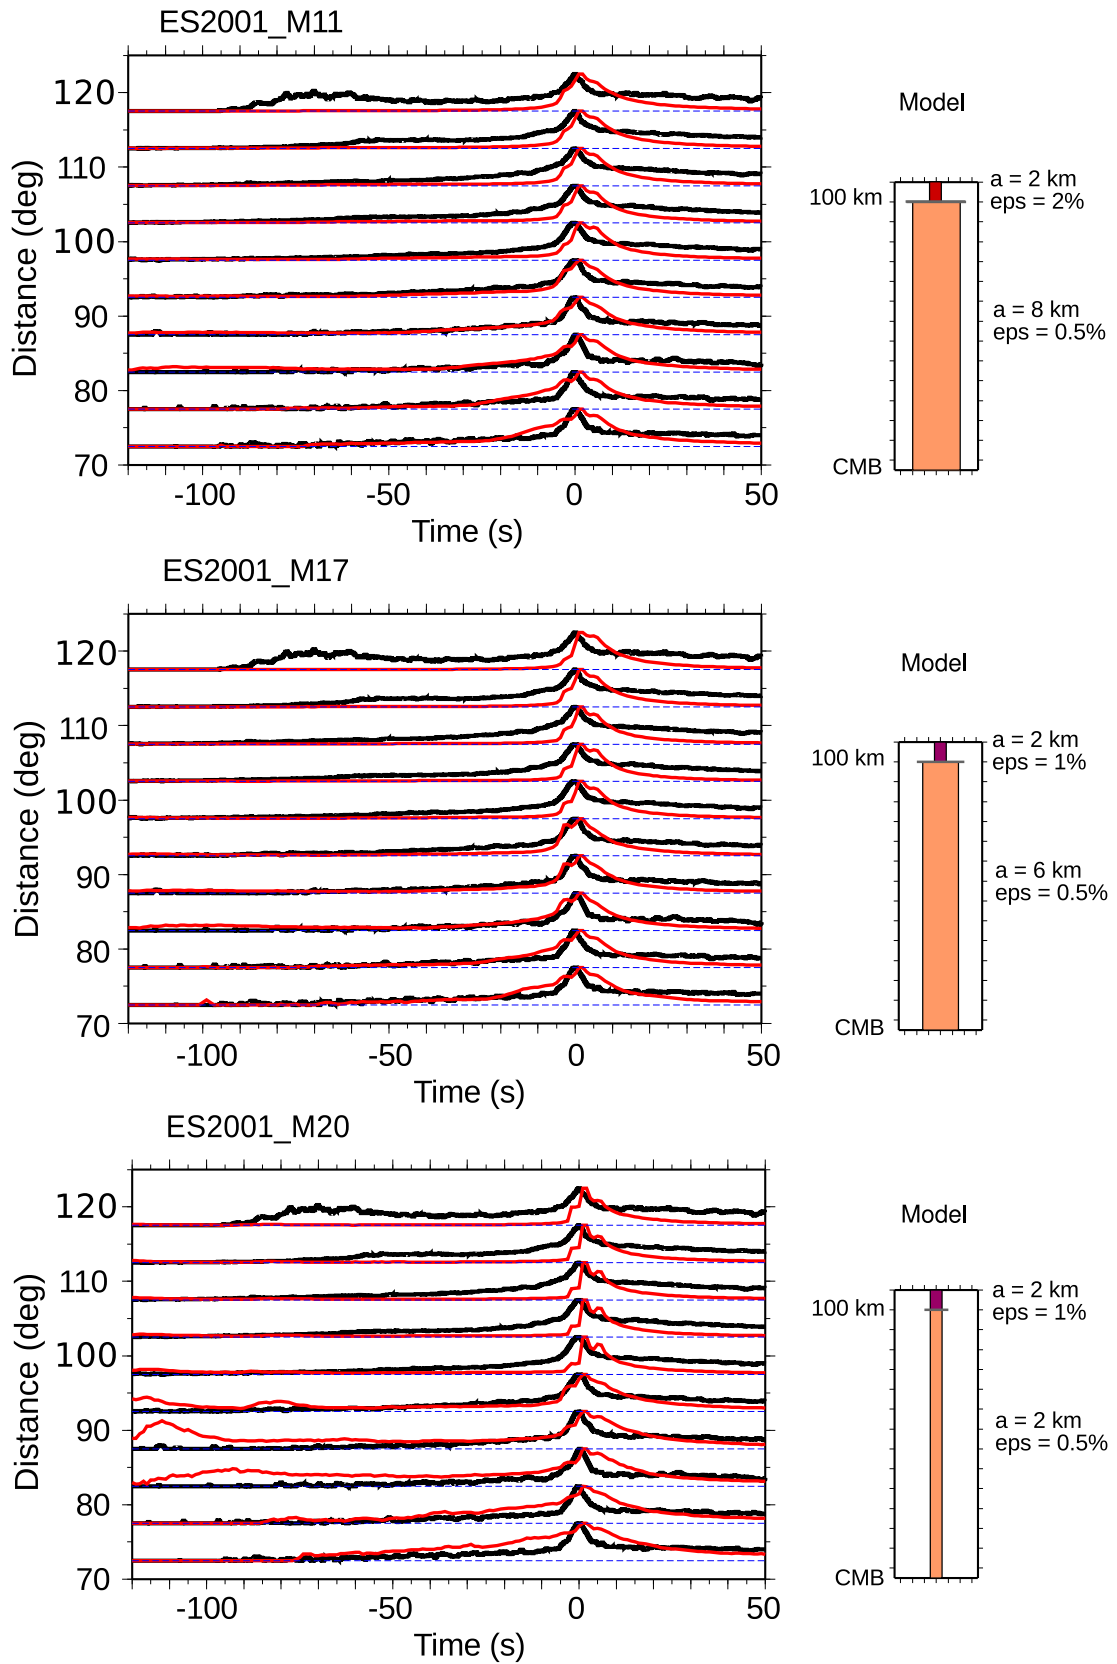 ES2001_M11
120
110
100
90
80
70
Distance (deg)
-100
-50
0
50
Time (s)
Model
100 km
a = 2 km
eps = 2%
a = 8 km
eps = 0.5%
CMB
ES2001_M17
120
110
100
90
80
70
Distance (deg)
-100
-50
0
50
Time (s)
Model
100 km
a = 2 km
eps = 1%
a = 6 km
eps = 0.5%
CMB
ES2001_M20
120
110
100
90
80
70
Distance (deg)
-100
-50
0
50
Time (s)
Model
100 km
a = 2 km
eps = 1%
a = 2 km
eps = 0.5%
CMB